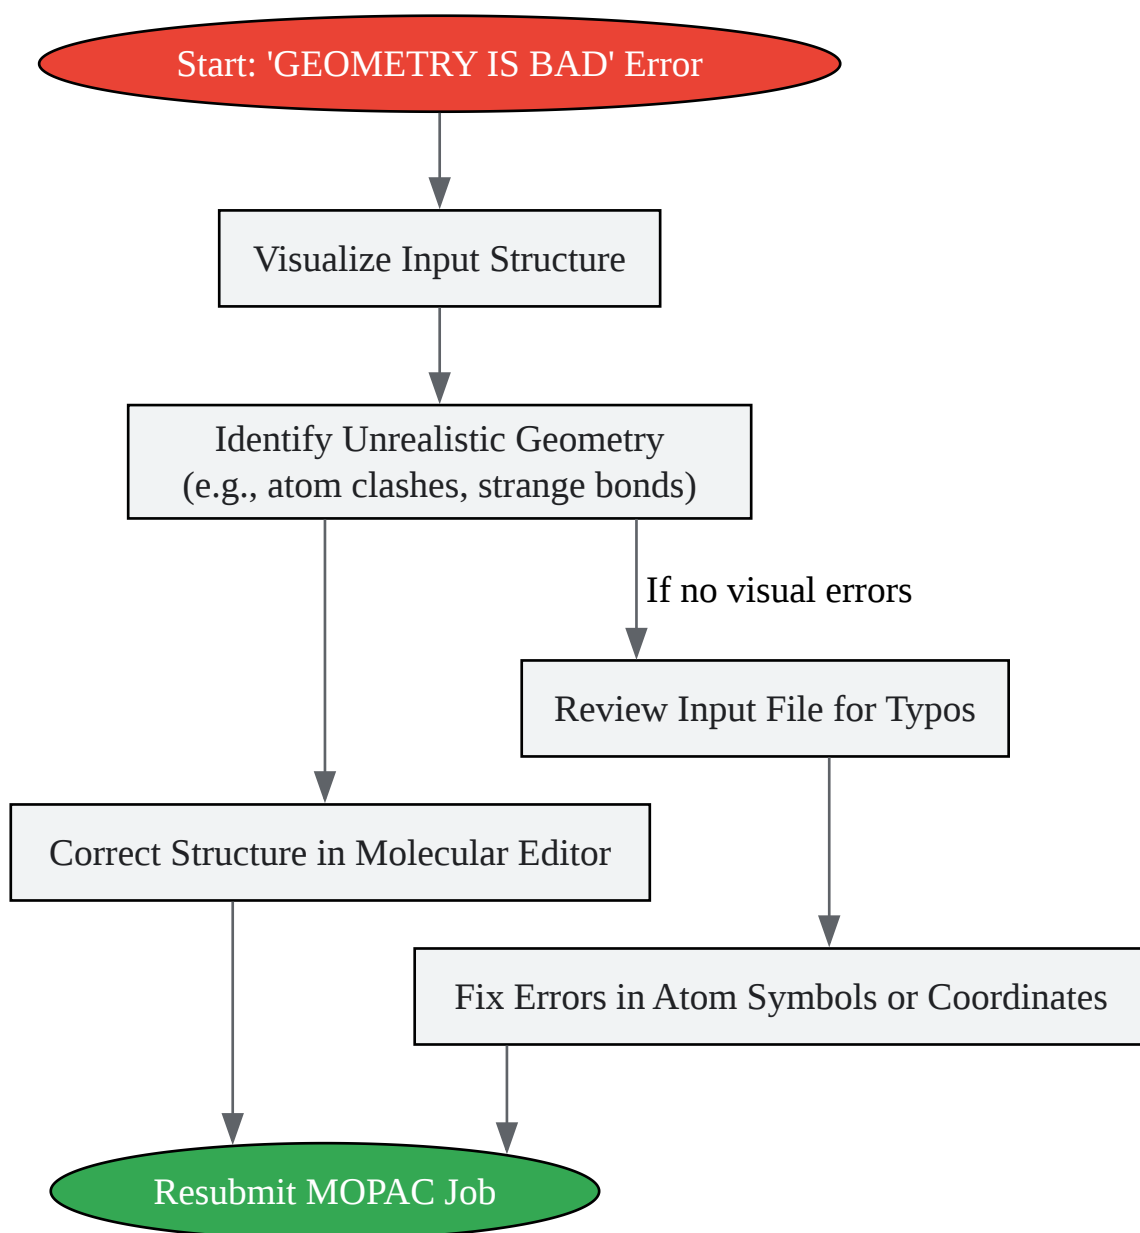 Start: 'GEOMETRY IS BAD' Error
Visualize Input Structure
Identify Unrealistic Geometry
(e.g., atom clashes, strange bonds)
If no visual errors
Review Input File for Typos
Correct Structure in Molecular Editor
Fix Errors in Atom Symbols or Coordinates
Resubmit MOPAC Job